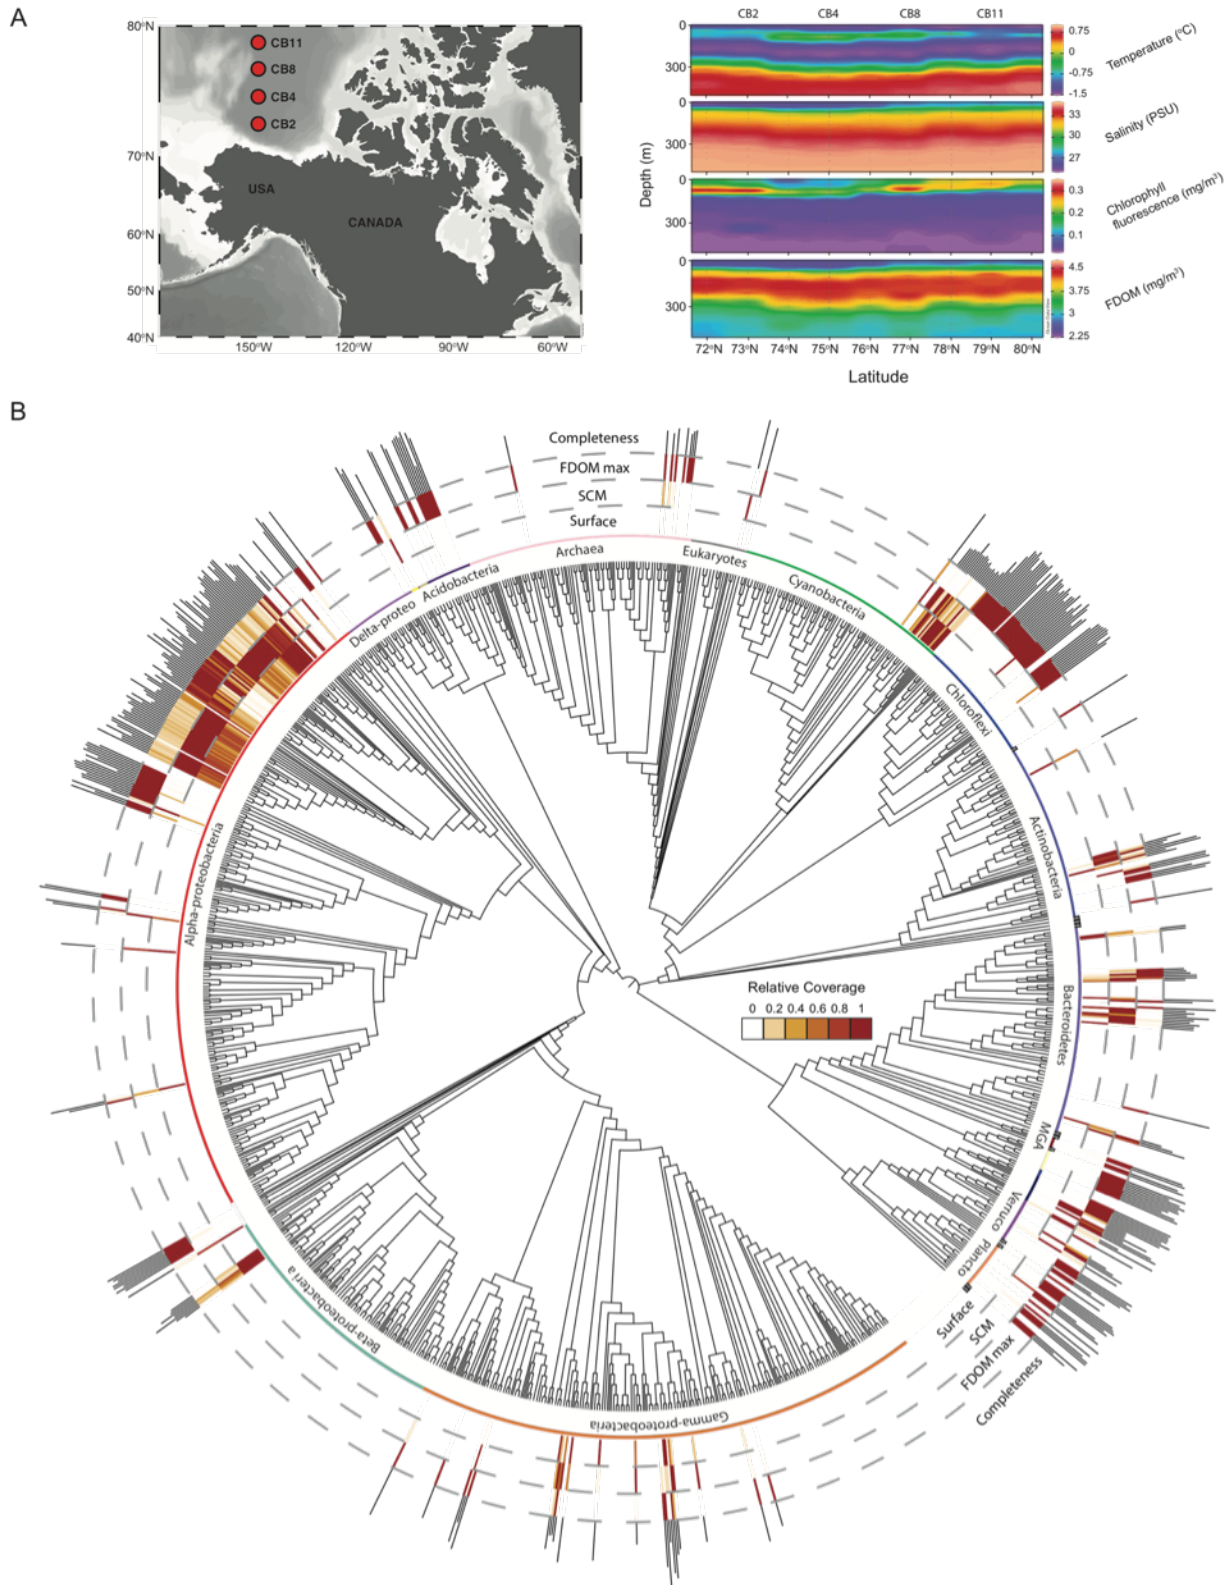 A
80°N
70°N
60°N
50°N
40°N
CB11
CB8
CB4
CB2
USA
CANADA
150°W 120°W 90°W 60°W
CB2 CB4 CB8 CB11
Depth (m)
0
300
0.75
0
-0.75
-1.5
Temperature (°C)
0
300
33
30
27
Salinity (PSU)
0
300
0.3
0.2
0.1
Chlorophyll
fluorescence (mg/m³)
0
300
4.5
3.75
3
2.25
FDOM (mg/m³)
72°N 73°N 74°N 75°N 76°N 77°N 78°N 79°N 80°N
Latitude
B
Completeness
FDOM max
SCM
Surface
Archaea
Eukaryotes
Cyanobacteria
Chloroflexi
Actinobacteria
Bacteroidetes
MGA
Verruco
Plancto
Surface
SCM
FDOM max
Completeness
Gamma-proteobacteria
Beta-proteobacteria
Alpha-proteobacteria
Delta-proteo
Acidobacteria
Relative Coverage
0 0.2 0.4 0.6 0.8 1